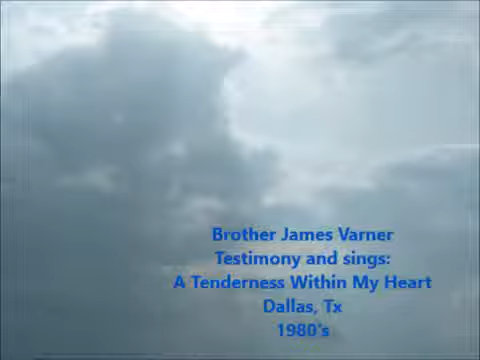 Brother James Varner
Testimony and sings:
A Tenderness Within My Heart
Dallas, Tx
1980's